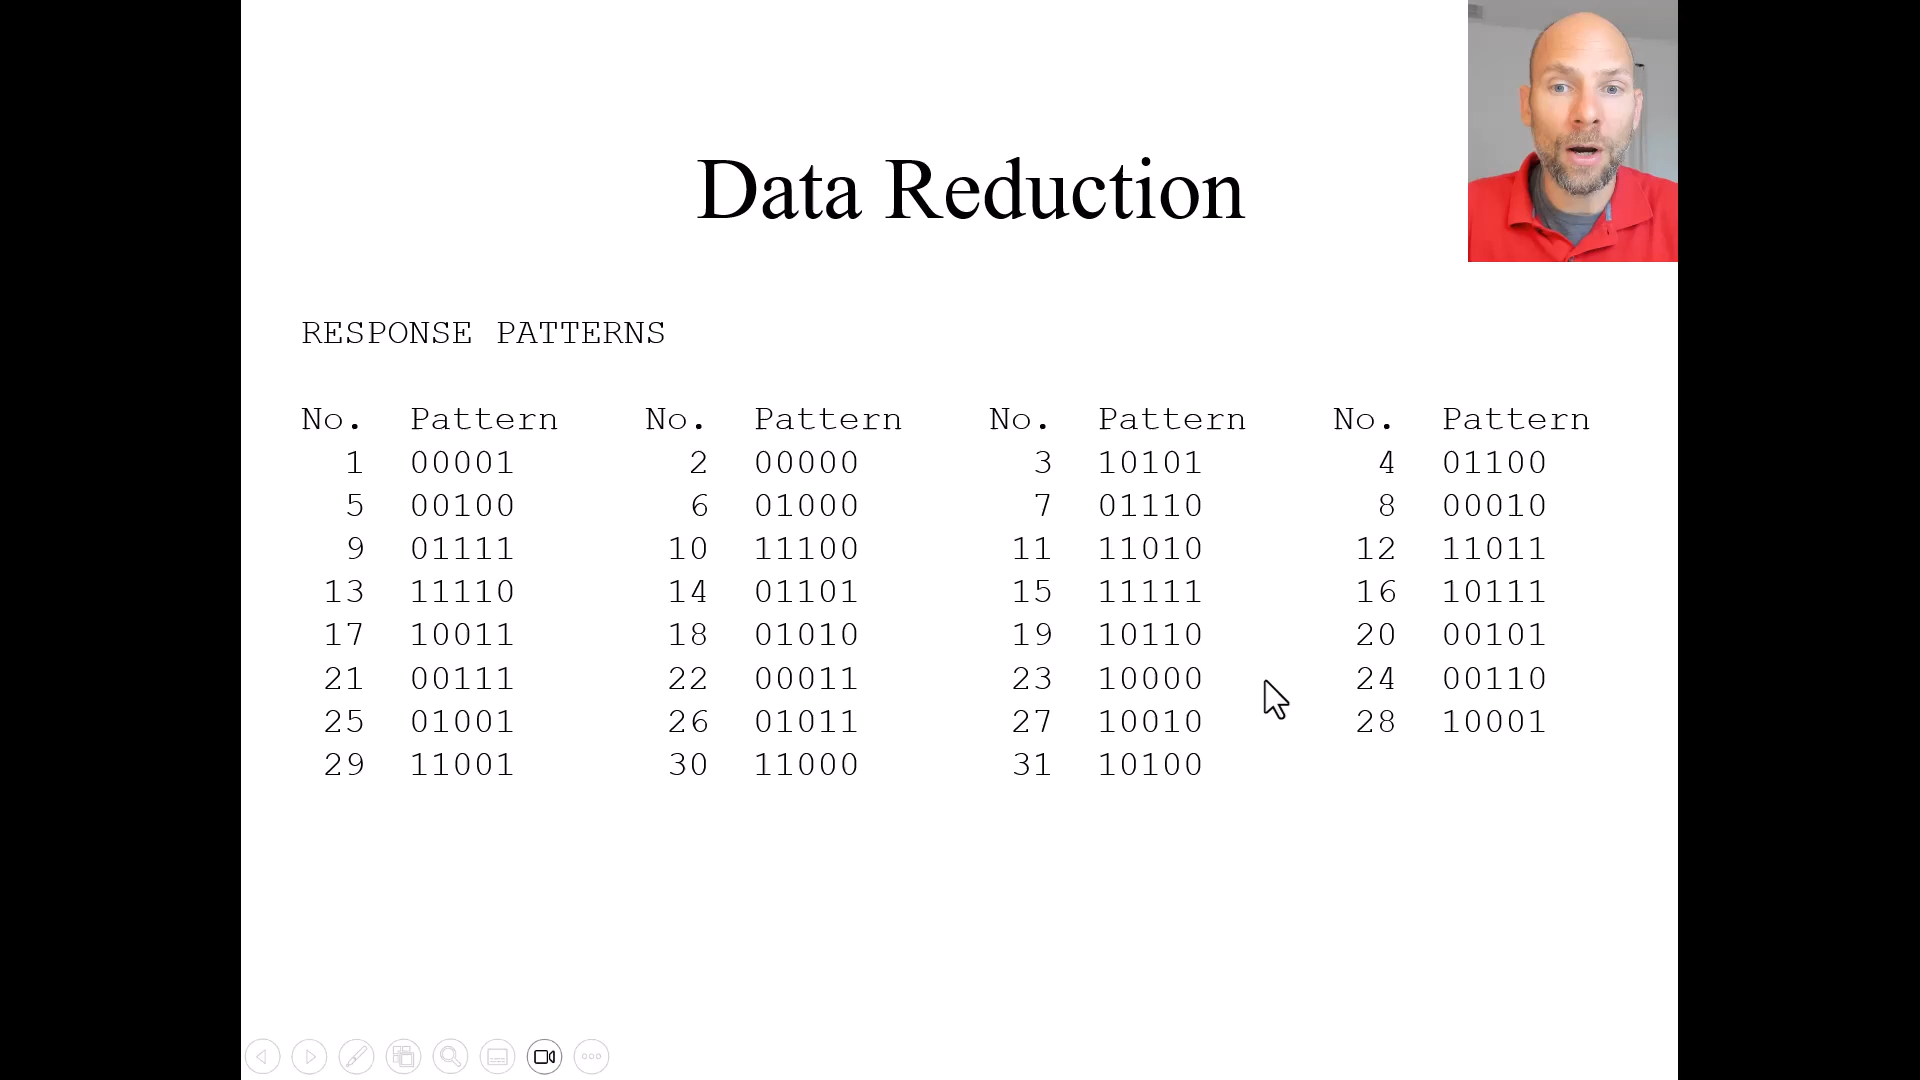 Data Reduction
RESPONSE PATTERNS
No. Pattern No. Pattern No. Pattern No. Pattern
1 00001 2 00000 3 10101 4 01100
5 00100 6 01000 7 01110 8 00010
9 01111 10 11100 11 11010 12 11011
13 11110 14 01101 15 11111 16 10111
17 10011 18 01010 19 10110 20 00101
21 00111 22 00011 23 10000 24 00110
25 01001 26 01011 27 10010 28 10001
29 11001 30 11000 31 10100